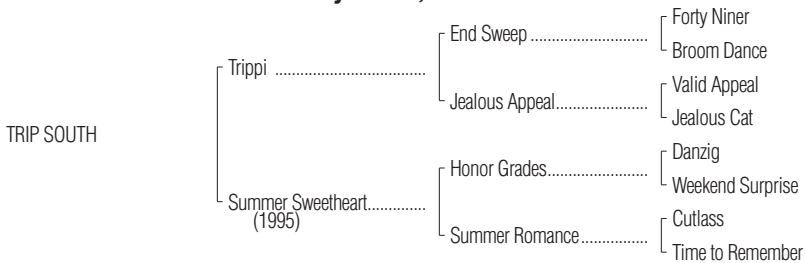 Forty Niner
End Sweep ............................
Broom Dance
Trippi ....................................
Valid Appeal
Jealous Appeal......................
Jealous Cat
TRIP SOUTH
Danzig
Honor Grades........................
Weekend Surprise
Summer Sweetheart..............
(1995)
Cutlass
Summer Romance................
Time to Remember